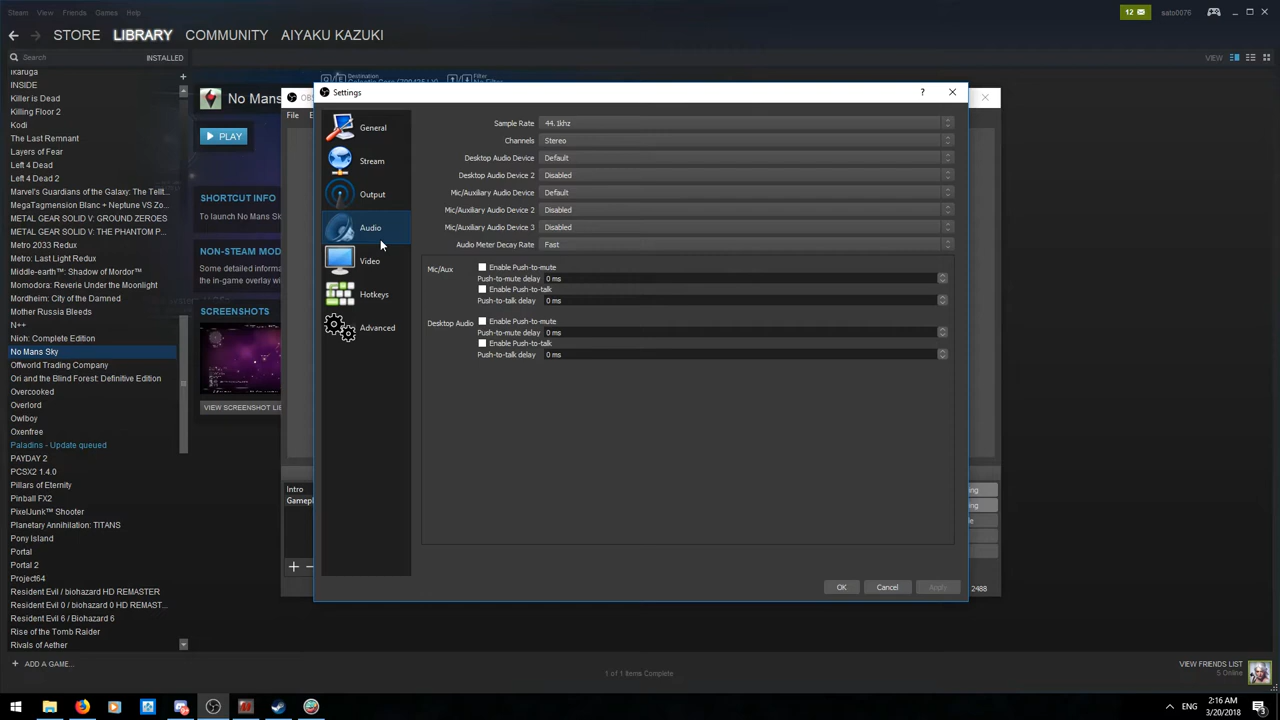 Steam View Friends Games Help
12
sato0076
STORE LIBRARY COMMUNITY AIYAKU KAZUKI
Search INSTALLED
VIEW
Destination
Filter
No Filter
Ikaruga
INSIDE
Killer is Dead
Killing Floor 2
Kodi
The Last Remnant
Layers of Fear
Left 4 Dead
Left 4 Dead 2
Marvel's Guardians of the Galaxy: The Tellt...
MegaTagmension Blanc + Neptune VS Zo...
METAL GEAR SOLID V: GROUND ZEROES
METAL GEAR SOLID V: THE PHANTOM P...
Metro 2033 Redux
Metro: Last Light Redux
Middle-earth™: Shadow of Mordor™
Momodora: Reverie Under the Moonlight
Mordheim: City of the Damned
Mother Russia Bleeds
N++
Nioh: Complete Edition
No Mans Sky
Offworld Trading Company
Ori and the Blind Forest: Definitive Edition
Overcooked
Overlord
Owlboy
Oxenfree
Paladins - Update queued
PAYDAY 2
PCSX2 1.4.0
Pillars of Eternity
Pinball FX2
PixelJunk™ Shooter
Planetary Annihilation: TITANS
Pony Island
Portal
Portal 2
Project64
Resident Evil / biohazard HD REMASTER
Resident Evil 0 / biohazard HD REMAST...
Resident Evil 6 / Biohazard 6
Rise of the Tomb Raider
Rivals of Aether
+ ADD A GAME...
No Mans
PLAY
SHORTCUT INFO
To launch No Mans S
NON-STEAM MOD
Some detailed informa
the in-game overlay wi
SCREENSHOTS
VIEW SCREENSHOT LIB
OBS
File E
Intro
Gamepl
Settings
?
General
Stream
Output
Audio
Video
Hotkeys
Advanced
Sample Rate 44.1khz
Channels Stereo
Desktop Audio Device Default
Desktop Audio Device 2 Disabled
Mic/Auxiliary Audio Device Default
Mic/Auxiliary Audio Device 2 Disabled
Mic/Auxiliary Audio Device 3 Disabled
Audio Meter Decay Rate Fast
Mic/Aux
Enable Push-to-mute
Push-to-mute delay 0 ms
Enable Push-to-talk
Push-to-talk delay 0 ms
Desktop Audio
Enable Push-to-mute
Push-to-mute delay 0 ms
Enable Push-to-talk
Push-to-talk delay 0 ms
OK Cancel Apply
ng
ng
de
2488
1 of 1 Items Complete
VIEW FRIENDS LIST
5 Online
ENG
2:16 AM
3/20/2018
3